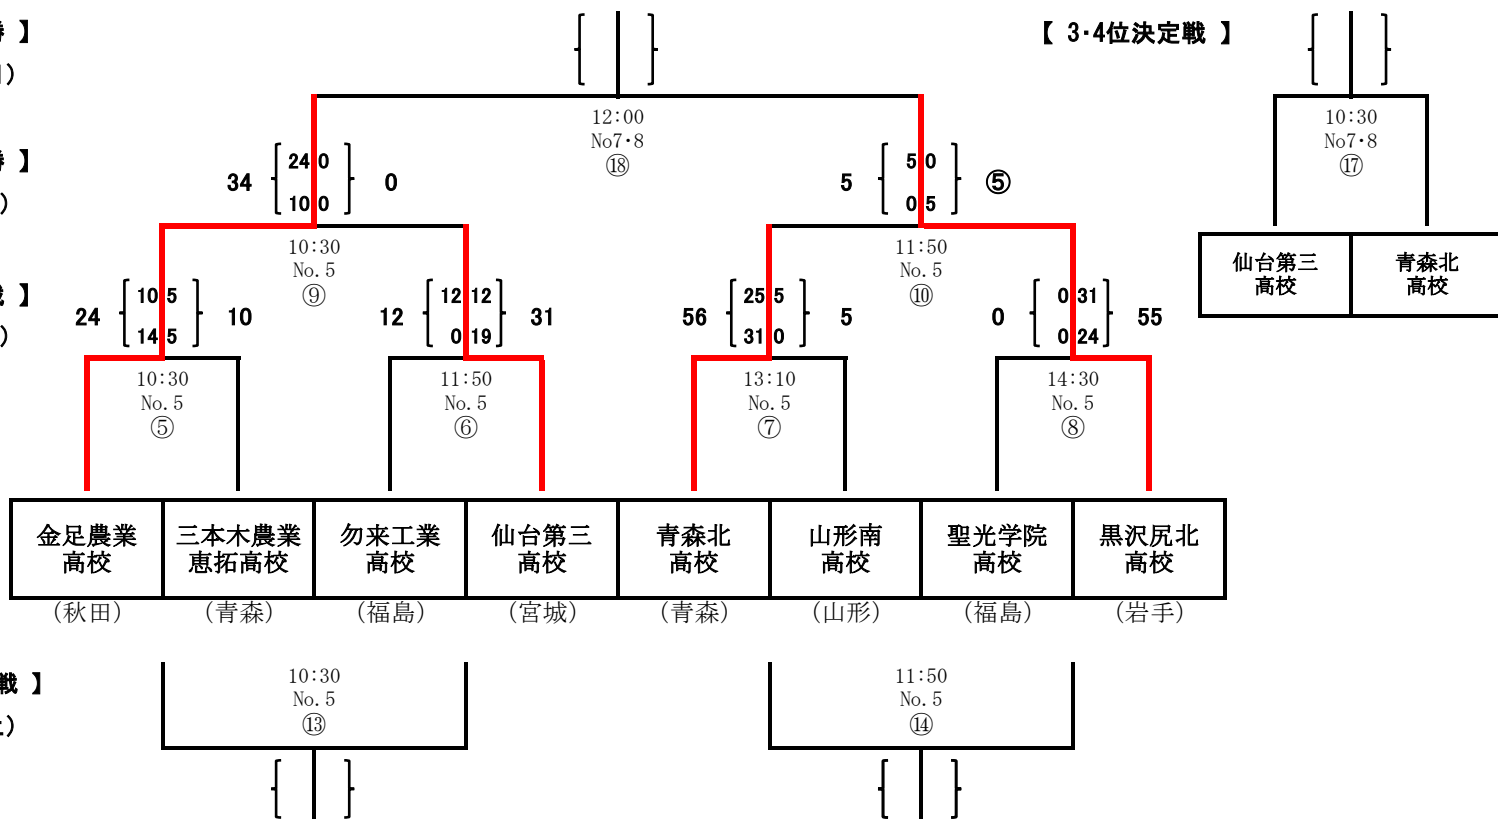 勝 】
【 3・4位決定戦 】
日）
12:00
No7・8
⑱
10:30
No7・8
⑰
勝 】
）
34
24 0
10 0
0
5
5 0
0 5
⑤
10:30
No. 5
⑨
11:50
No. 5
⑩
仙台第三
高校
青森北
高校
戦 】
）
24
10 5
14 5
10
12
12 12
0 19
31
56
25 5
31 0
5
0
0 31
0 24
55
10:30
No. 5
⑤
11:50
No. 5
⑥
13:10
No. 5
⑦
14:30
No. 5
⑧
金足農業
高校
三本木農業
恵拓高校
勿来工業
高校
仙台第三
高校
青森北
高校
山形南
高校
聖光学院
高校
黒沢尻北
高校
（秋田）
（青森）
（福島）
（宮城）
（青森）
（山形）
（福島）
（岩手）
戦 】
土）
10:30
No. 5
⑬
11:50
No. 5
⑭